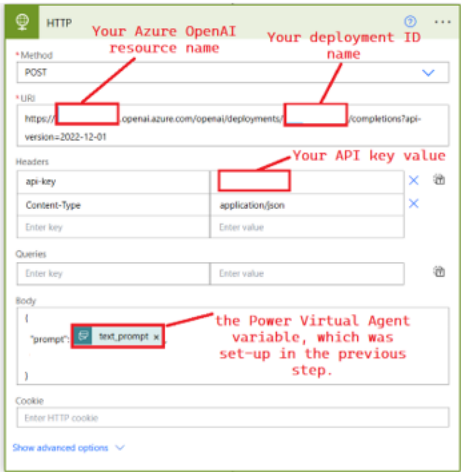 HTTP
Your Azure OpenAI
resource name
Your deployment ID
name
*Method
POST
*URI
https:// .openai.azure.com/openai/deployments/ /completions?api-
version=2022-12-01
Your API key value
Headers
api-key
Content-Type application/json
Enter key Enter value
Queries
Enter key Enter value
Body
{
"prompt": text_prompt × ,
}
the Power Virtual Agent
variable, which was
set-up in the previous
step.
Cookie
Enter HTTP cookie
Show advanced options